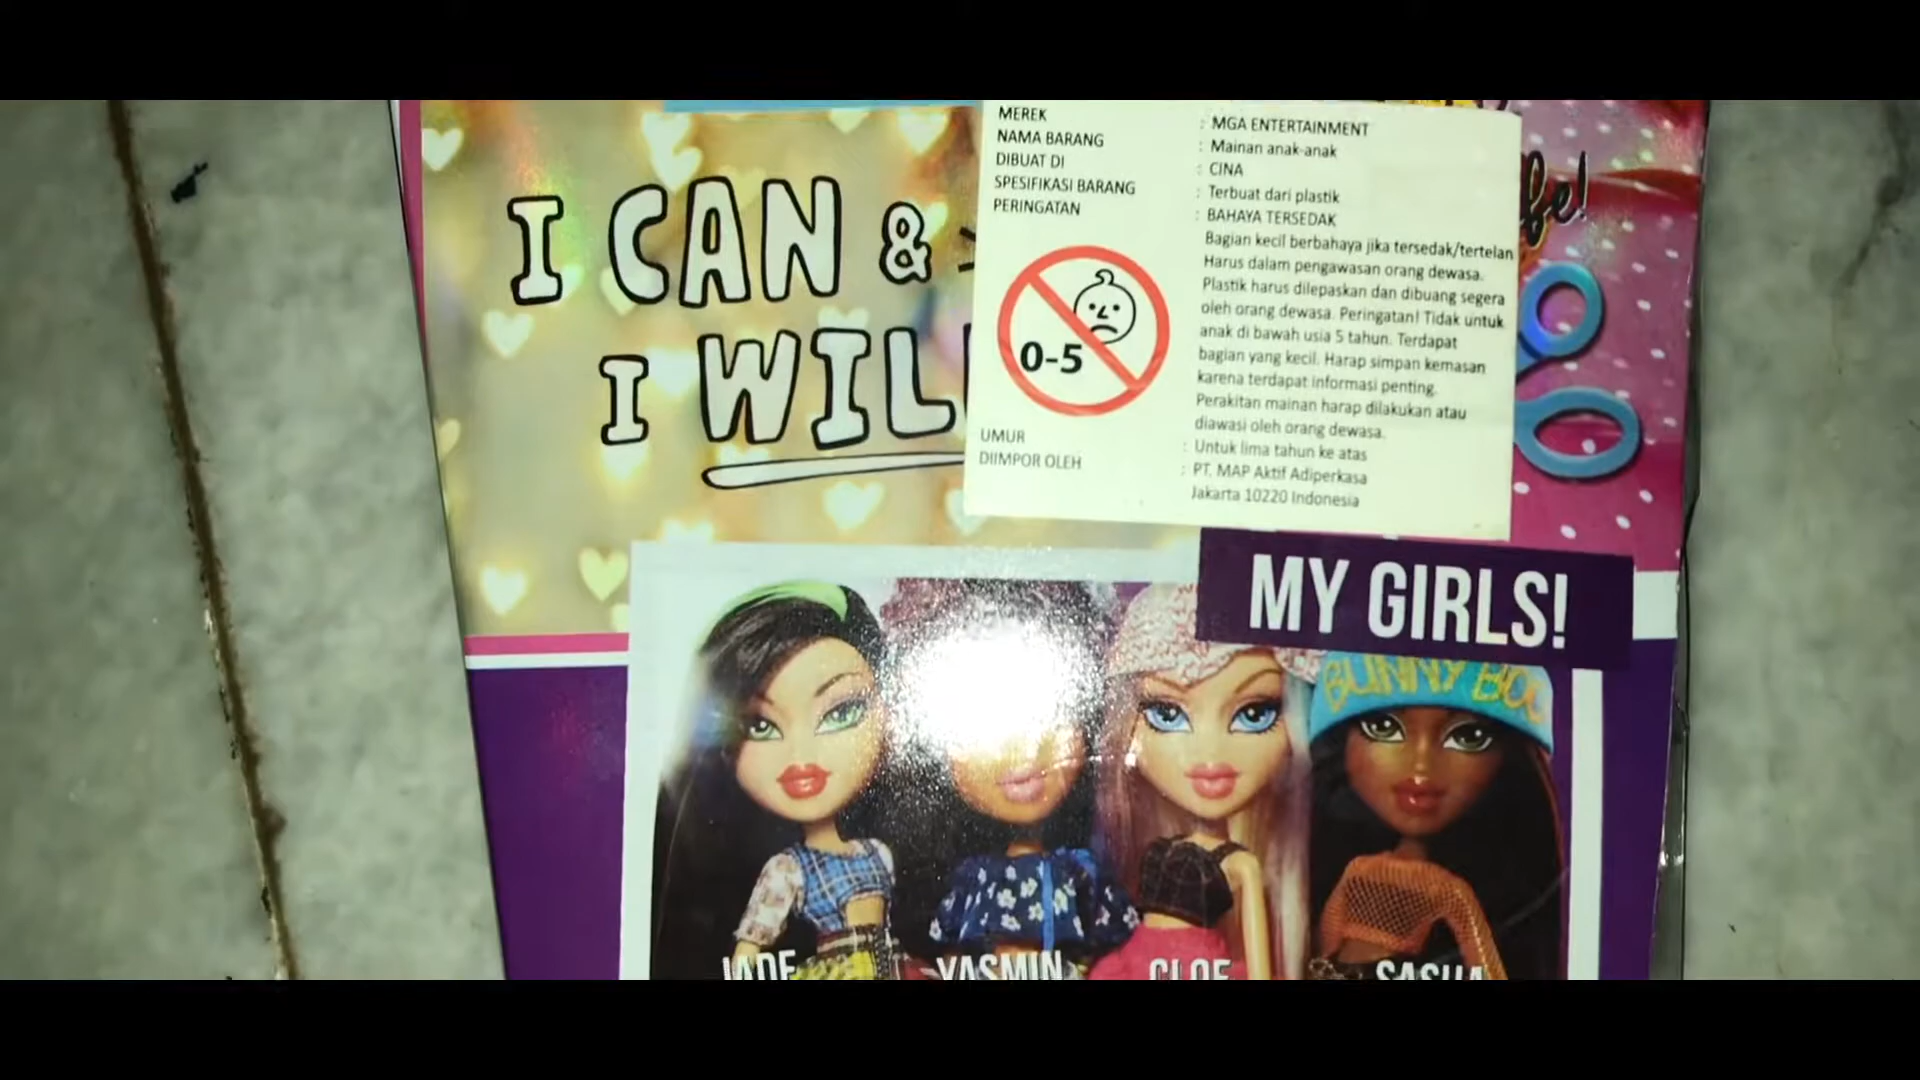 I CAN &
I WIL
MEREK : MGA ENTERTAINMENT
NAMA BARANG : Mainan anak-anak
DIBUAT DI : CINA
SPESIFIKASI BARANG : Terbuat dari plastik
PERINGATAN : BAHAYA TERSEDAK
Bagian kecil berbahaya jika tersedak/tertelan
Harus dalam pengawasan orang dewasa.
Plastik harus dilepaskan dan dibuang segera
oleh orang dewasa. Peringatan! Tidak untuk
anak di bawah usia 5 tahun. Terdapat
bagian yang kecil. Harap simpan kemasan
karena terdapat informasi penting.
Perakitan mainan harap dilakukan atau
diawasi oleh orang dewasa.
0-5
UMUR : Untuk lima tahun ke atas
DIIMPOR OLEH : PT. MAP Aktif Adiperkasa
Jakarta 10220 Indonesia
MY GIRLS!
JADE YASMIN CLOE SASHA